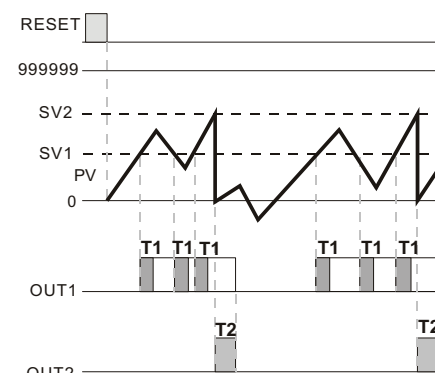 RESET
999999
SV2
SV1
PV
0
T1 T1 T1 T1 T1 T1
OUT1
T2 T2
OUT2